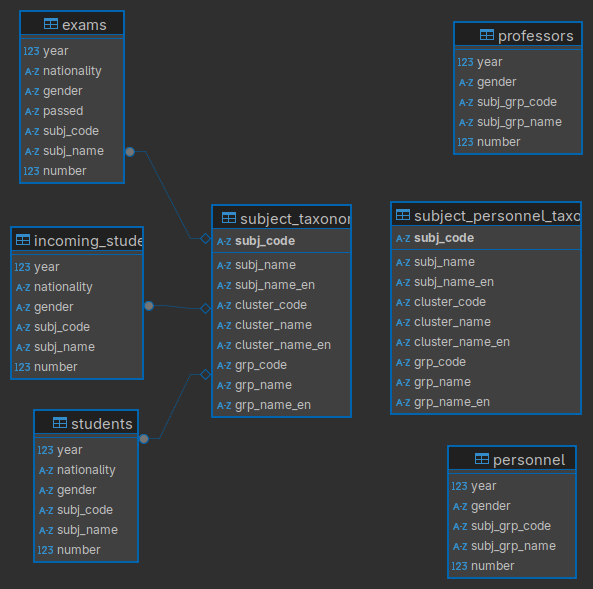 exams
123 year
A-Z nationality
A-Z gender
A-Z passed
A-Z subj_code
A-Z subj_name
123 number
professors
123 year
A-Z gender
A-Z subj_grp_code
A-Z subj_grp_name
123 number
incoming_stude
123 year
A-Z nationality
A-Z gender
A-Z subj_code
A-Z subj_name
123 number
subject_taxonor
A-Z subj_code
A-Z subj_name
A-Z subj_name_en
A-Z cluster_code
A-Z cluster_name
A-Z cluster_name_en
A-Z grp_code
A-Z grp_name
A-Z grp_name_en
subject_personnel_taxo
A-Z subj_code
A-Z subj_name
A-Z subj_name_en
A-Z cluster_code
A-Z cluster_name
A-Z cluster_name_en
A-Z grp_code
A-Z grp_name
A-Z grp_name_en
students
123 year
A-Z nationality
A-Z gender
A-Z subj_code
A-Z subj_name
123 number
personnel
123 year
A-Z gender
A-Z subj_grp_code
A-Z subj_grp_name
123 number